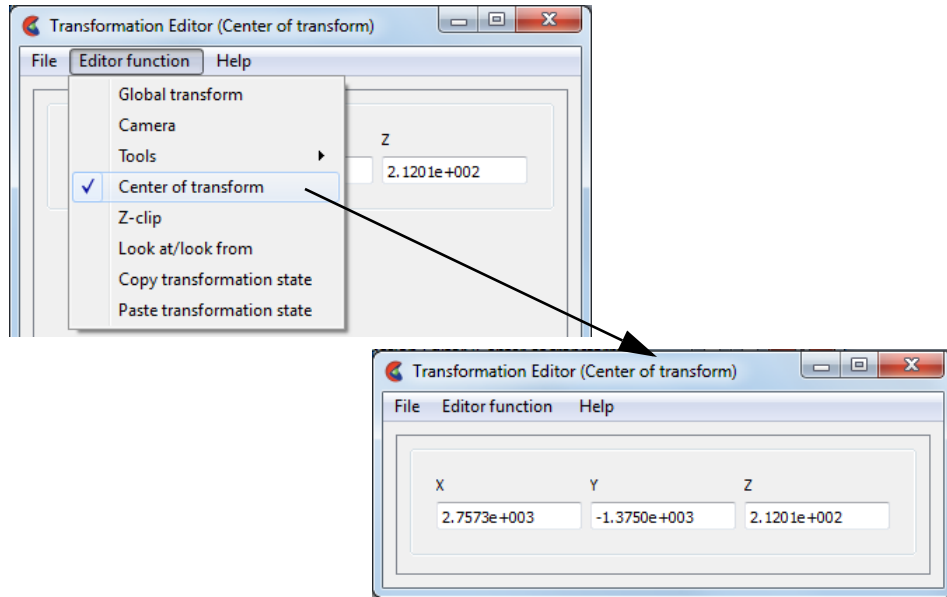 Transformation Editor (Center of transform)
File Editor function Help
Global transform
Camera
Tools
Center of transform
Z-clip
Look at/look from
Copy transformation state
Paste transformation state
Z
2.1201e+002
Transformation Editor (Center of transform)
File Editor function Help
X Y Z
2.7573e+003 -1.3750e+003 2.1201e+002